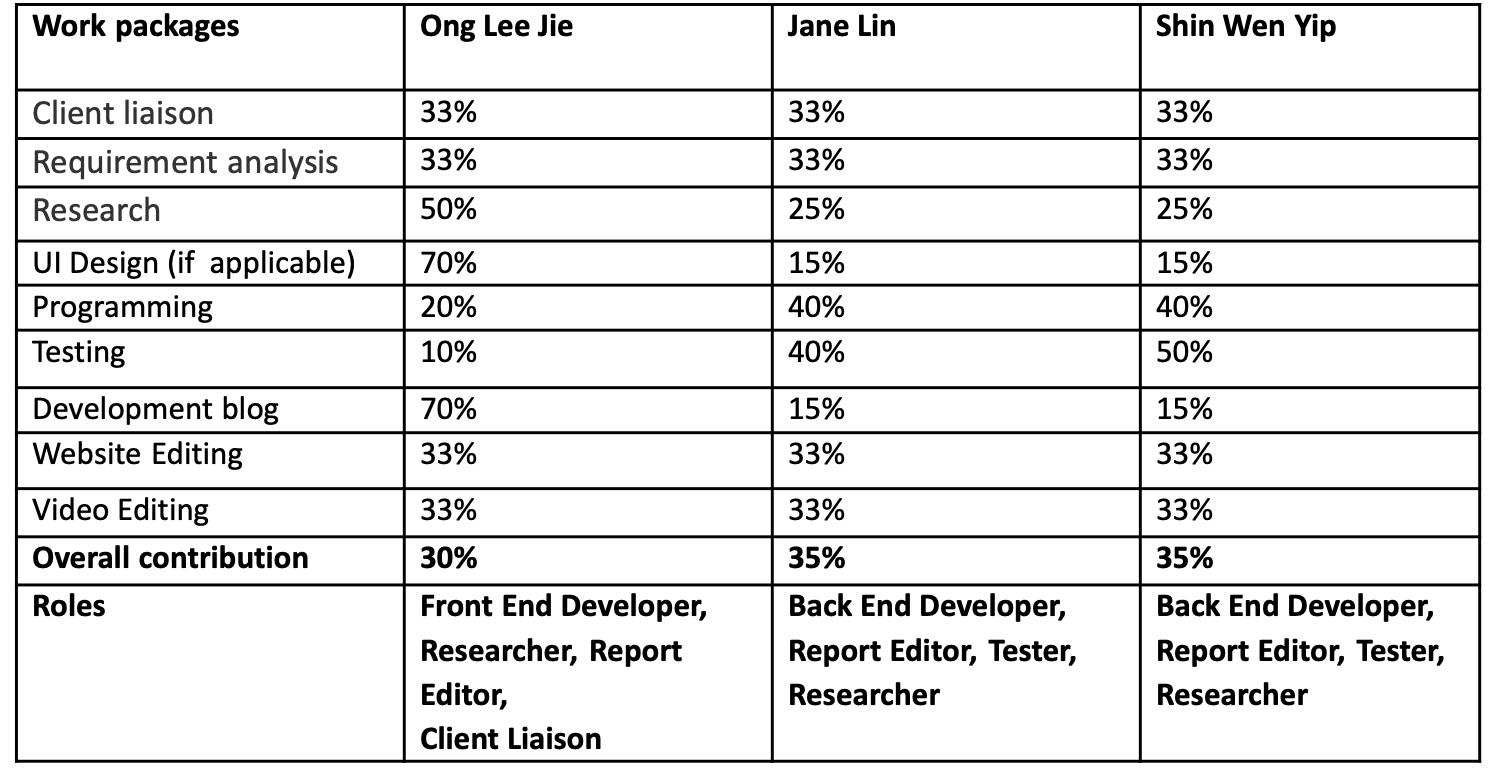 Work packages Ong Lee Jie Jane Lin Shin Wen Yip
Client liaison 33% 33% 33%
Requirement analysis 33% 33% 33%
Research 50% 25% 25%
UI Design (if applicable) 70% 15% 15%
Programming 20% 40% 40%
Testing 10% 40% 50%
Development blog 70% 15% 15%
Website Editing 33% 33% 33%
Video Editing 33% 33% 33%
Overall contribution 30% 35% 35%
Roles Front End Developer, Back End Developer, Back End Developer,
Researcher, Report Report Editor, Tester, Report Editor, Tester,
Editor, Researcher Researcher
Client Liaison